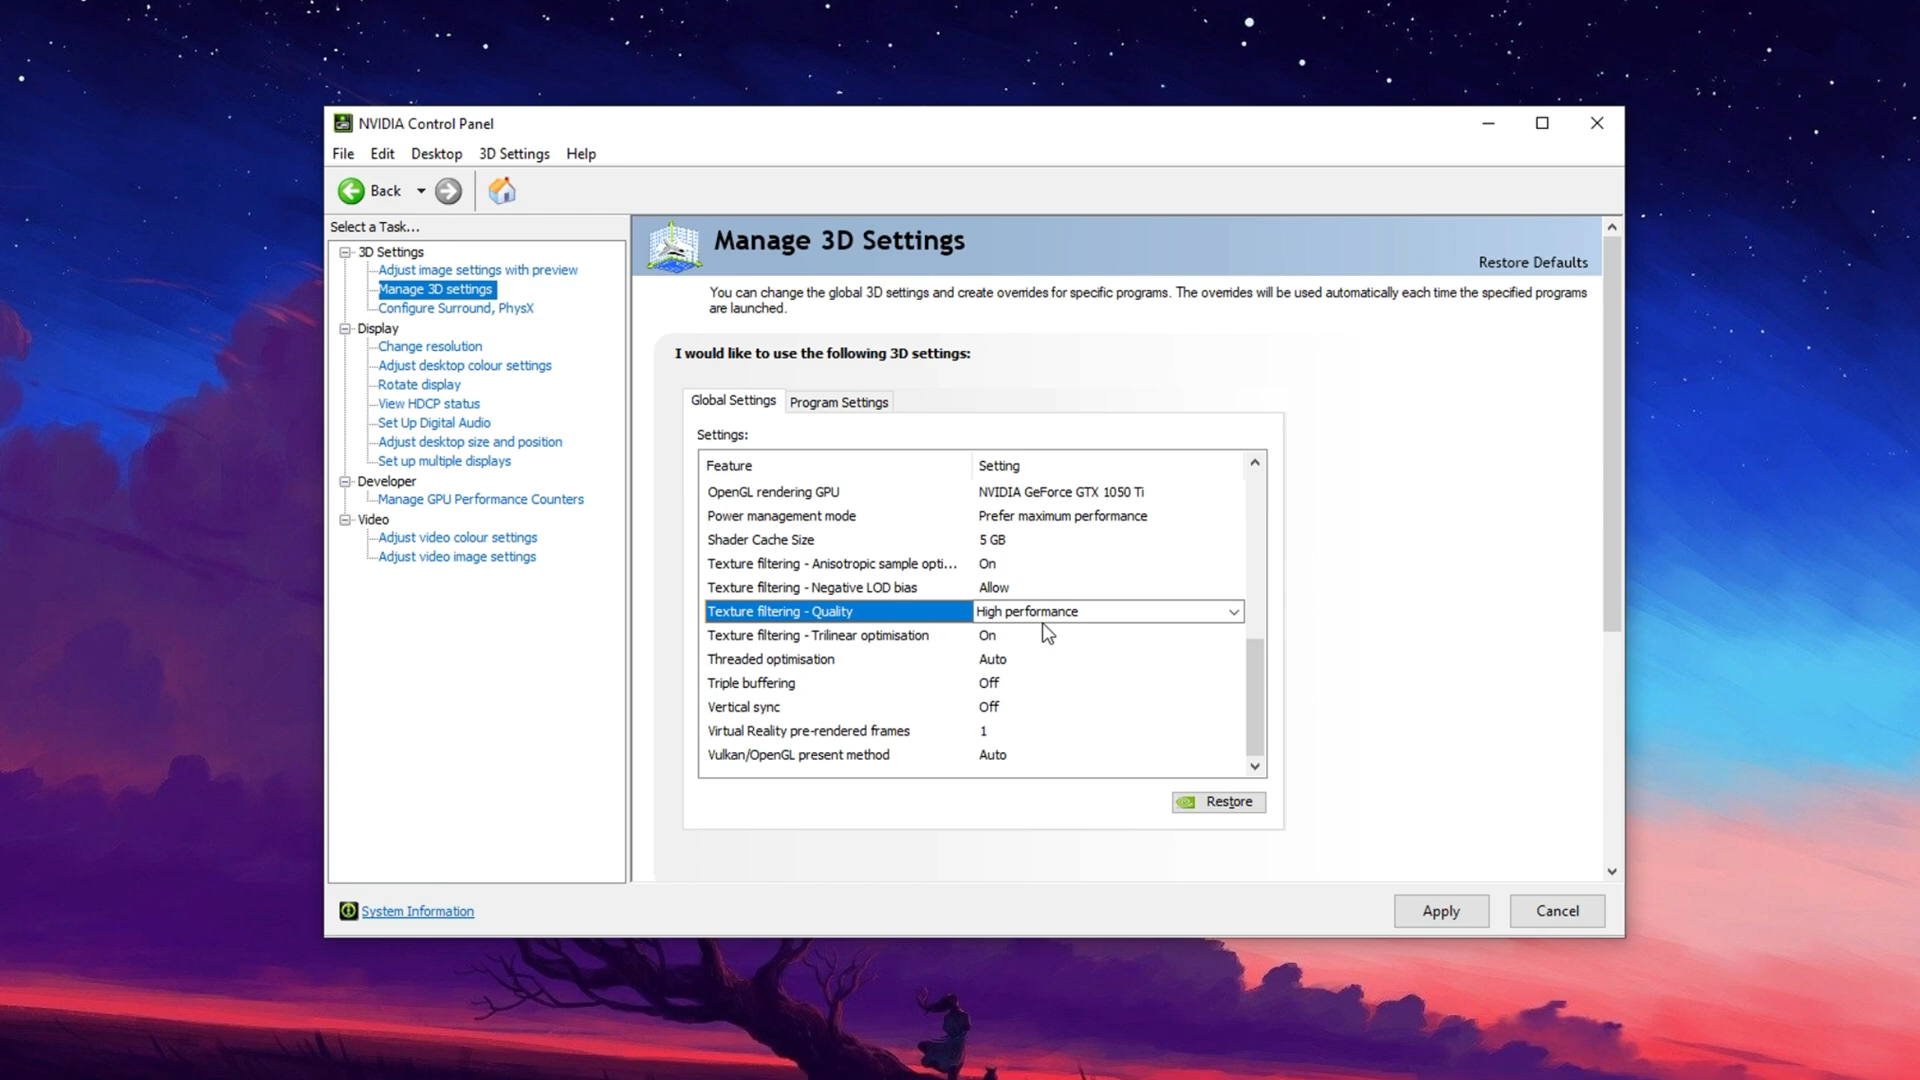 NVIDIA Control Panel
File Edit Desktop 3D Settings Help
Back
Select a Task...
3D Settings
Adjust image settings with preview
Manage 3D settings
Configure Surround, PhysX
Display
Change resolution
Adjust desktop colour settings
Rotate display
View HDCP status
Set Up Digital Audio
Adjust desktop size and position
Set up multiple displays
Developer
Manage GPU Performance Counters
Video
Adjust video colour settings
Adjust video image settings
System Information
Manage 3D Settings
Restore Defaults
You can change the global 3D settings and create overrides for specific programs. The overrides will be used automatically each time the specified programs
are launched.
I would like to use the following 3D settings:
Global Settings Program Settings
Settings:
Feature Setting
OpenGL rendering GPU NVIDIA GeForce GTX 1050 Ti
Power management mode Prefer maximum performance
Shader Cache Size 5 GB
Texture filtering - Anisotropic sample opti... On
Texture filtering - Negative LOD bias Allow
Texture filtering - Quality High performance
Texture filtering - Trilinear optimisation On
Threaded optimisation Auto
Triple buffering Off
Vertical sync Off
Virtual Reality pre-rendered frames 1
Vulkan/OpenGL present method Auto
Restore
Apply Cancel